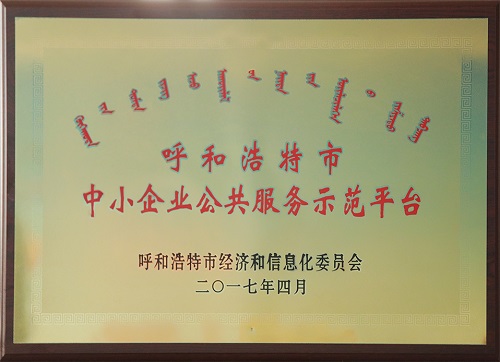 呼和浩特市
中小企业公共服务示范平台
呼和浩特市经济和信息化委员会
二〇一七年四月